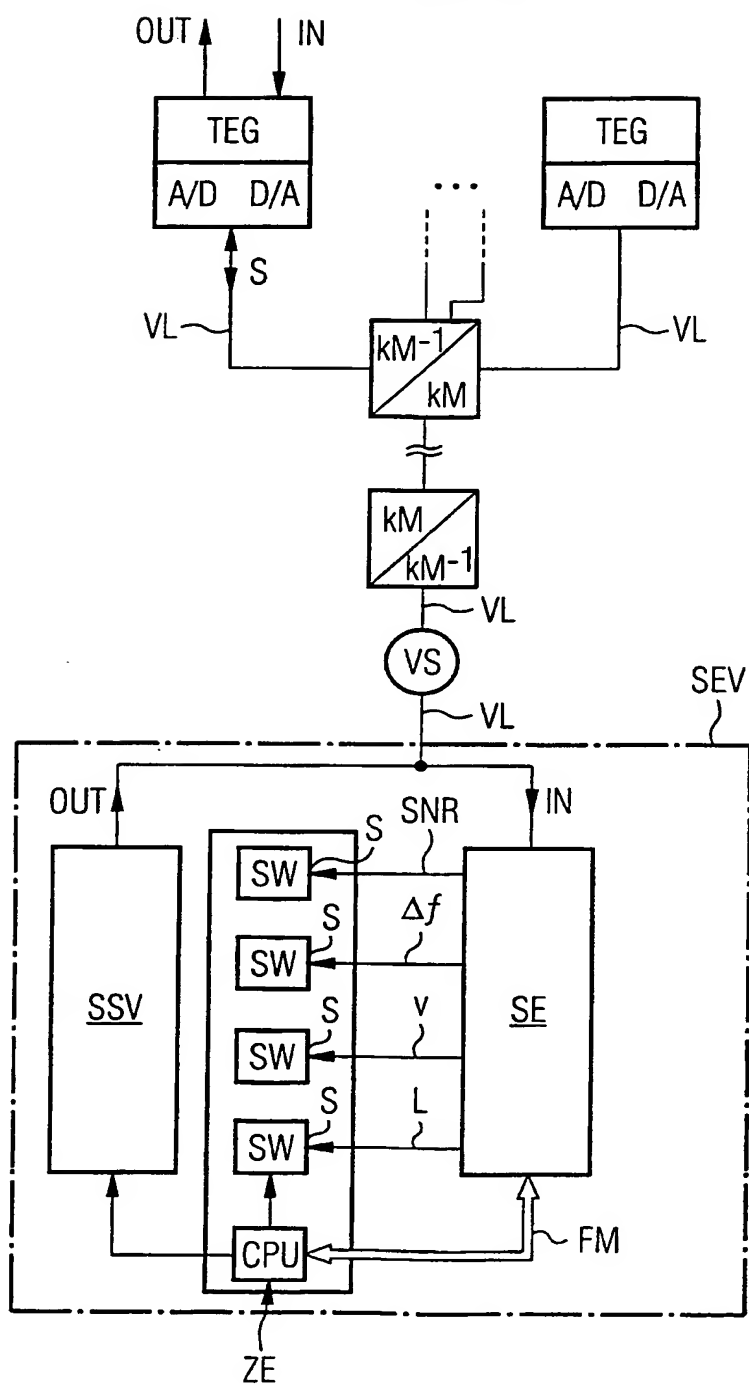 OUT IN
TEG TEG
A/D D/A A/D D/A
...
S
VL VL
kM-1
kM
kM
kM-1
VL
VS
VL
SEV
OUT IN
SNR
SW S
Δf
SW S
SSV SE
v
SW S
L
SW S
CPU
FM
ZE